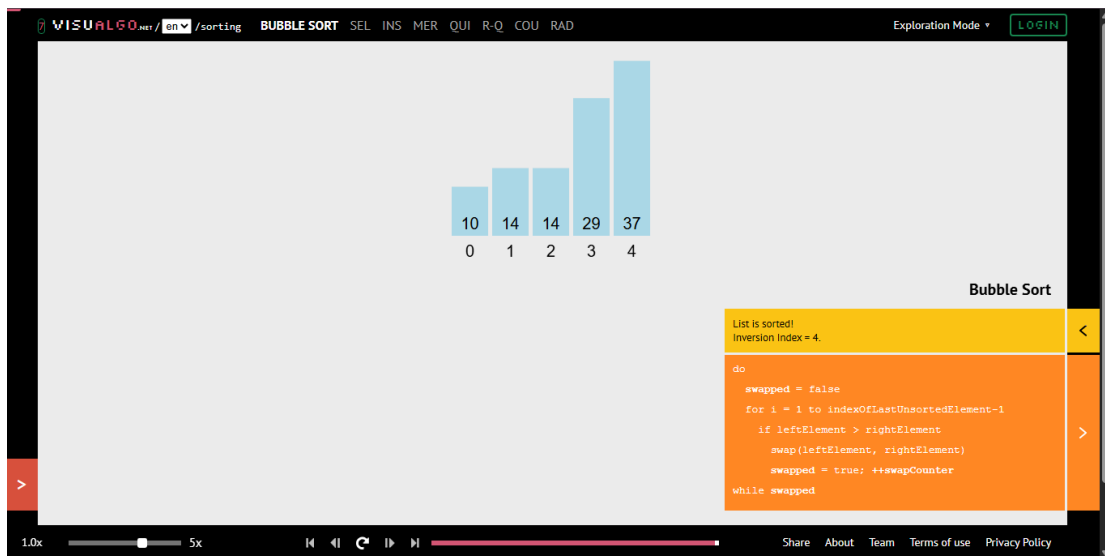 7 VISUALGO.NET / en /sorting BUBBLE SORT SEL INS MER QUI R-Q COU RAD Exploration Mode ▾ LOGIN
10 14 14 29 37
0 1 2 3 4
Bubble Sort
List is sorted!
Inversion Index = 4.
<
do
swapped = false
for i = 1 to indexOfLastUnsortedElement-1
if leftElement > rightElement
swap(leftElement, rightElement)
swapped = true; ++swapCounter
while swapped
>
>
1.0x 5x Share About Team Terms of use Privacy Policy